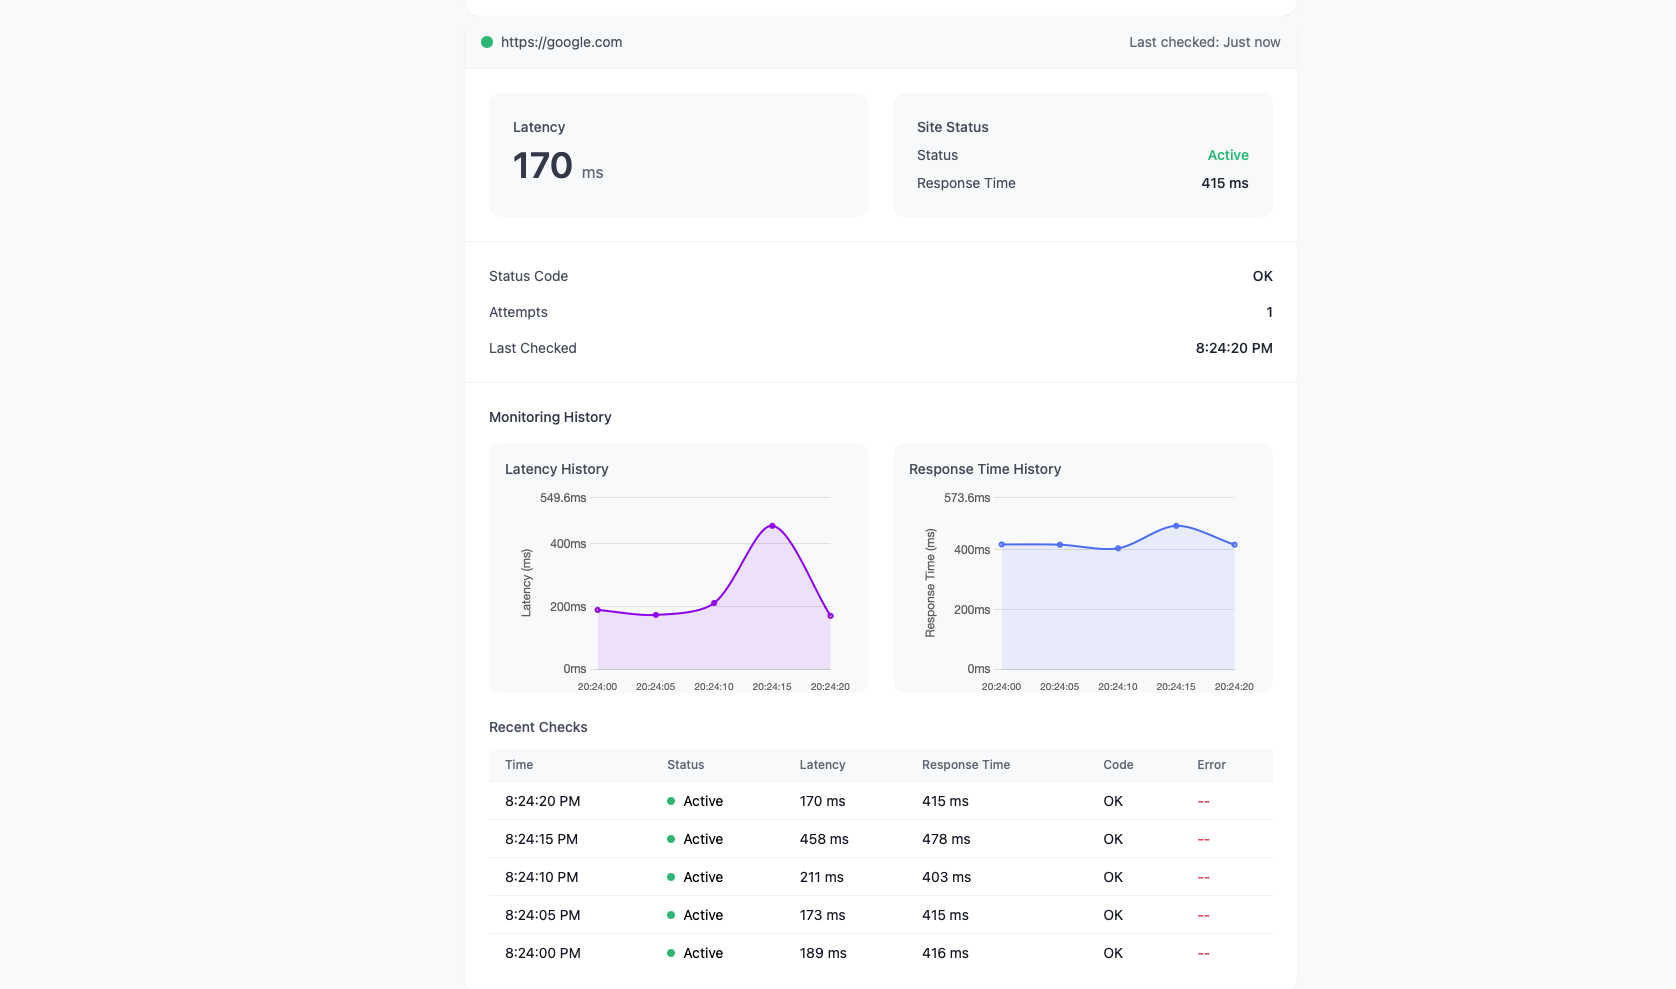 https://google.com Last checked: Just now
Latency
170 ms
Site Status
Status Active
Response Time 415 ms
Status Code OK
Attempts 1
Last Checked 8:24:20 PM
Monitoring History
Latency History
549.6ms
400ms
200ms
0ms
Latency (ms)
20:24:00 20:24:05 20:24:10 20:24:15 20:24:20
Response Time History
573.6ms
400ms
200ms
0ms
Response Time (ms)
20:24:00 20:24:05 20:24:10 20:24:15 20:24:20
Recent Checks
Time Status Latency Response Time Code Error
8:24:20 PM Active 170 ms 415 ms OK --
8:24:15 PM Active 458 ms 478 ms OK --
8:24:10 PM Active 211 ms 403 ms OK --
8:24:05 PM Active 173 ms 415 ms OK --
8:24:00 PM Active 189 ms 416 ms OK --